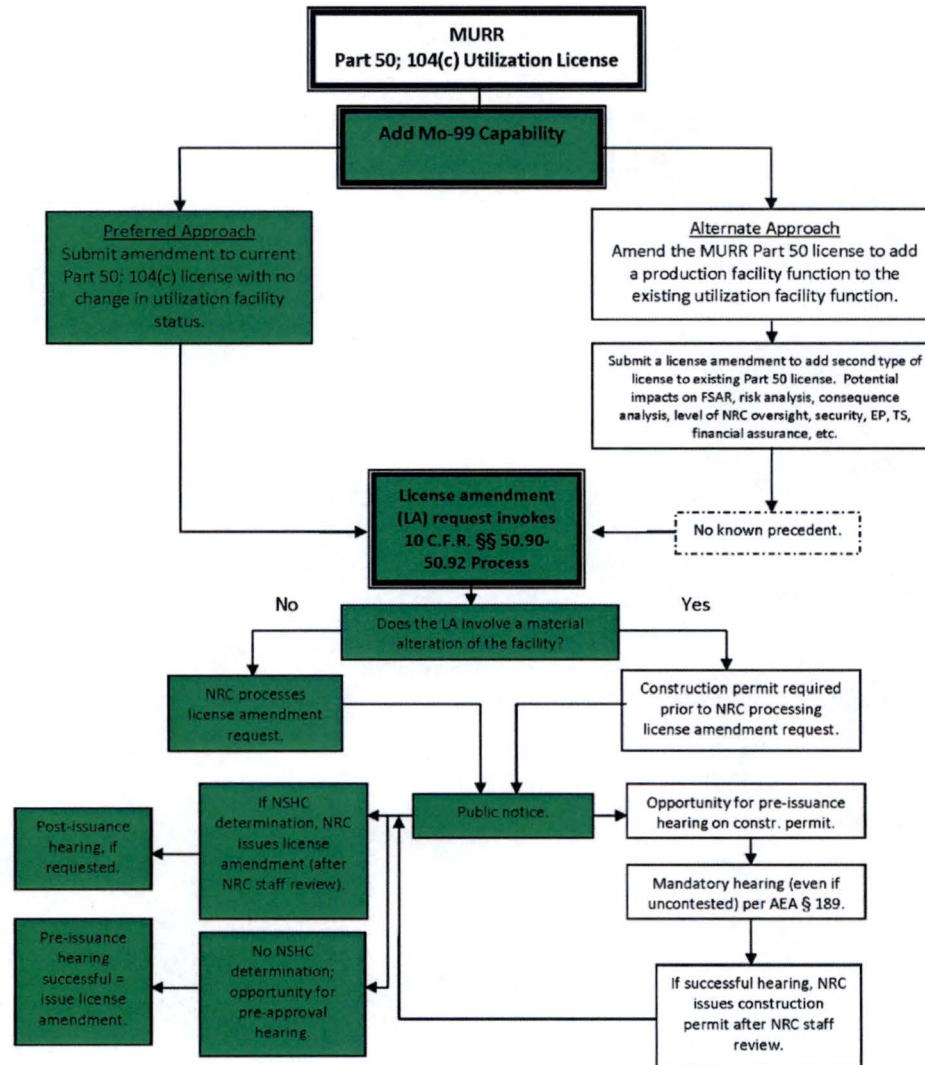 MURR
Part 50; 104(c) Utilization License
Add Mo-99 Capability
Preferred Approach
Submit amendment to current
Part 50; 104(c) license with no
change in utilization facility
status.
Alternate Approach
Amend the MURR Part 50 license to add
a production facility function to the
existing utilization facility function.
Submit a license amendment to add second type of
license to existing Part 50 license. Potential
impacts on FSAR, risk analysis, consequence
analysis, level of NRC oversight, security, EP, TS,
financial assurance, etc.
License amendment
(LA) request invokes
10 C.F.R. §§ 50.90-
50.92 Process
No known precedent.
No
Yes
Does the LA involve a material
alteration of the facility?
NRC processes
license amendment
request.
Construction permit required
prior to NRC processing
license amendment request.
Post-issuance
hearing, if
requested.
If NSHC
determination, NRC
issues license
amendment (after
NRC staff review).
Public notice.
Opportunity for pre-issuance
hearing on constr. permit.
Mandatory hearing (even if
uncontested) per AEA § 189.
Pre-issuance
hearing
successful =
issue license
amendment.
No NSHC
determination;
opportunity for
pre-approval
hearing.
If successful hearing, NRC
issues construction
permit after NRC staff
review.